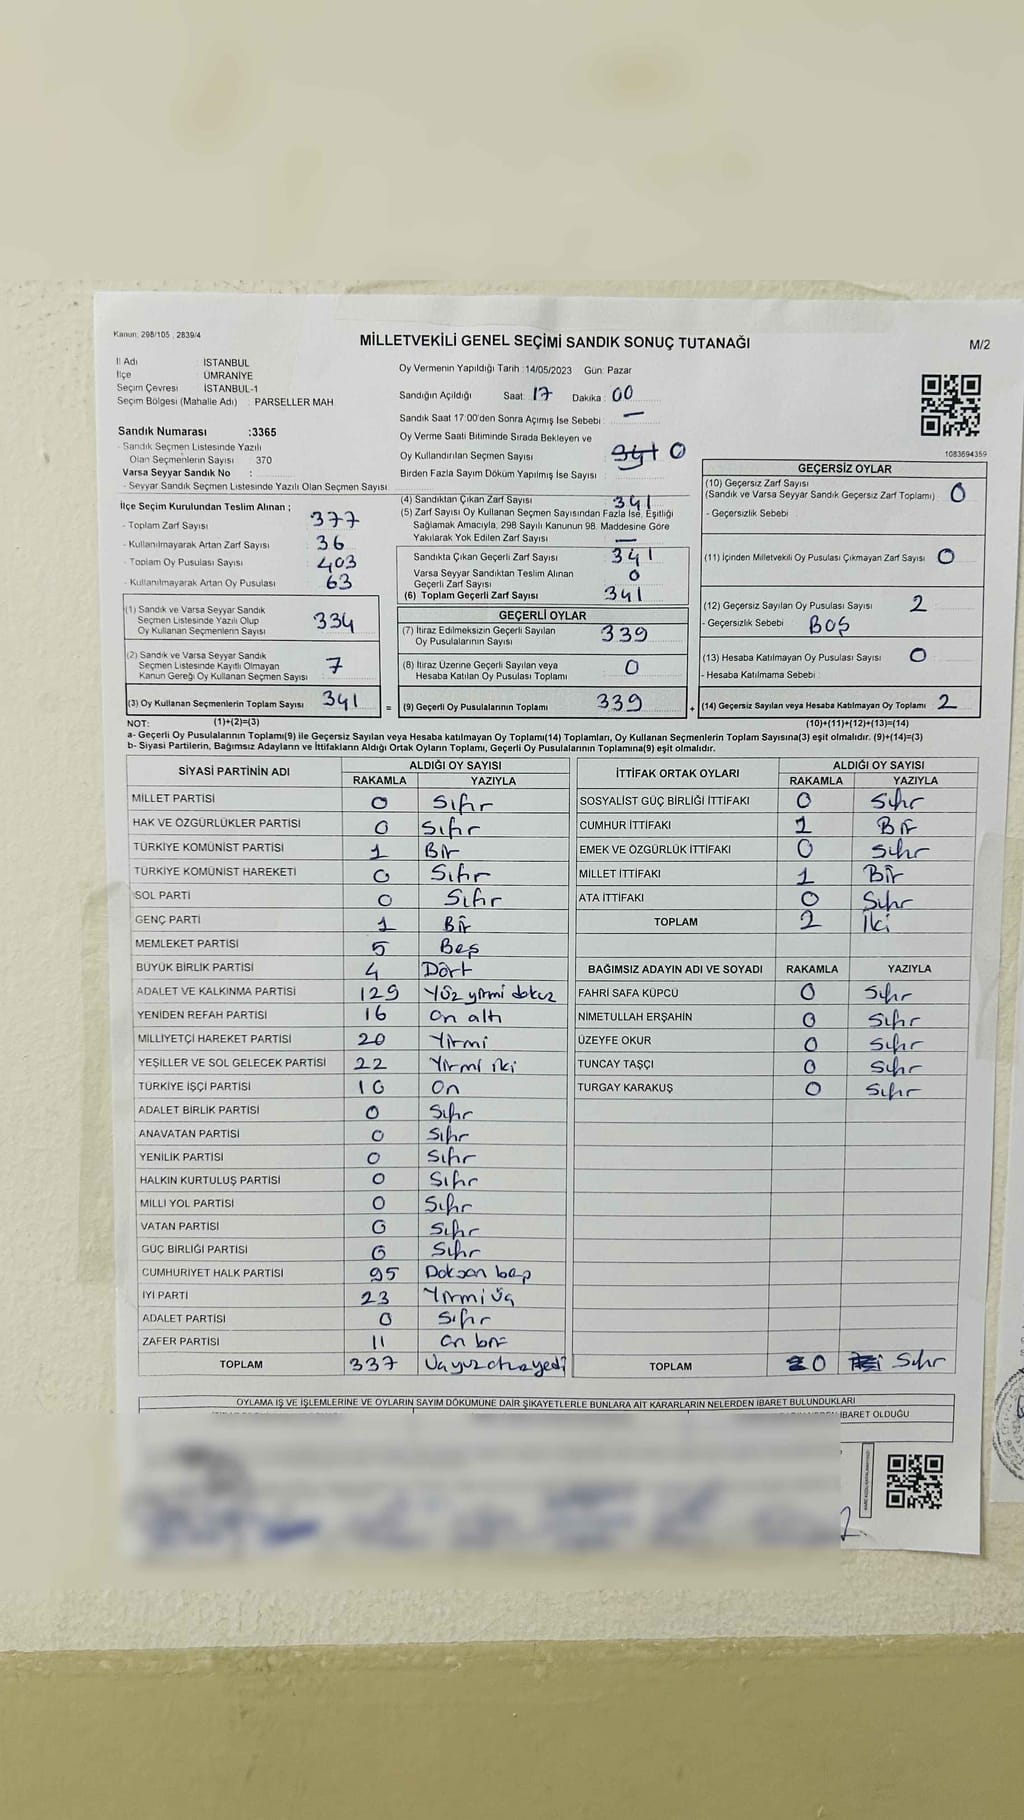 Kanun: 298/105 , 2839/4
MİLLETVEKİLİ GENEL SEÇİMİ SANDIK SONUÇ TUTANAĞI
M/2
İl Adı : İSTANBUL
İlçe : ÜMRANİYE
Seçim Çevresi : İSTANBUL-1
Seçim Bölgesi (Mahalle Adı) : PARSELLER MAH.
Sandık Numarası :3365
- Sandık Seçmen Listesinde Yazılı
Olan Seçmenlerin Sayısı : 370
Varsa Seyyar Sandık No :
- Seyyar Sandık Seçmen Listesinde Yazılı Olan Seçmen Sayısı :
Oy Vermenin Yapıldığı Tarih :14/05/2023 Gün: Pazar
Sandığın Açıldığı Saat: 17 Dakika : 00
Sandık Saat 17:00'den Sonra Açımış İse Sebebi : —
Oy Verme Saati Bitiminde Sırada Bekleyen ve
Oy Kullandırılan Seçmen Sayısı : 0
Birden Fazla Sayım Döküm Yapılmış İse Sayısı :
1083694359
İlçe Seçim Kurulundan Teslim Alınan ;
- Toplam Zarf Sayısı : 377
- Kullanılmayarak Artan Zarf Sayısı : 36
- Toplam Oy Pusulası Sayısı : 403
- Kullanılmayarak Artan Oy Pusulası : 63
(1) Sandık ve Varsa Seyyar Sandık
Seçmen Listesinde Yazılı Olup
Oy Kullanan Seçmenlerin Sayısı : 334
(2) Sandık ve Varsa Seyyar Sandık
Seçmen Listesinde Kayıtlı Olmayan
Kanun Gereği Oy Kullanan Seçmen Sayısı : 7
(3) Oy Kullanan Seçmenlerin Toplam Sayısı : 341 =
(4) Sandıktan Çıkan Zarf Sayısı : 341
(5) Zarf Sayısı Oy Kullanan Seçmen Sayısından Fazla İse, Eşitliği
Sağlamak Amacıyla, 298 Sayılı Kanunun 98. Maddesine Göre
Yakılarak Yok Edilen Zarf Sayısı : —
Sandıkta Çıkan Geçerli Zarf Sayısı : 341
Varsa Seyyar Sandıktan Teslim Alınan
Geçerli Zarf Sayısı : 0
(6) Toplam Geçerli Zarf Sayısı : 341
GEÇERLİ OYLAR
(7) İtiraz Edilmeksizin Geçerli Sayılan
Oy Pusulalarının Sayısı : 339
(8) İtiraz Üzerine Geçerli Sayılan veya
Hesaba Katılan Oy Pusulası Toplamı : 0
(9) Geçerli Oy Pusulalarının Toplamı : 339 +
GEÇERSİZ OYLAR
(10) Geçersiz Zarf Sayısı
(Sandık ve Varsa Seyyar Sandık Geçersiz Zarf Toplamı) : 0
- Geçersizlik Sebebi :
(11) İçinden Milletvekili Oy Pusulası Çıkmayan Zarf Sayısı : 0
(12) Geçersiz Sayılan Oy Pusulası Sayısı : 2
- Geçersizlik Sebebi : BOŞ
(13) Hesaba Katılmayan Oy Pusulası Sayısı : 0
- Hesaba Katılmama Sebebi :
(14) Geçersiz Sayılan veya Hesaba Katılmayan Oy Toplamı : 2
NOT: (1)+(2)=(3) (10)+(11)+(12)+(13)=(14)
a- Geçerli Oy Pusulalarının Toplamı(9) ile Geçersiz Sayılan veya Hesaba katılmayan Oy Toplamı(14) Toplamları, Oy Kullanan Seçmenlerin Toplam Sayısına(3) eşit olmalıdır. (9)+(14)=(3)
b- Siyasi Partilerin, Bağımsız Adayların ve İttifakların Aldığı Ortak Oyların Toplamı, Geçerli Oy Pusulalarının Toplamına(9) eşit olmalıdır.
SİYASİ PARTİNİN ADI ALDIĞI OY SAYISI
RAKAMLA YAZIYLA
MİLLET PARTİSİ 0 Sıfır
HAK VE ÖZGÜRLÜKLER PARTİSİ 0 Sıfır
TÜRKİYE KOMÜNİST PARTİSİ 1 Bir
TÜRKİYE KOMÜNİST HAREKETİ 0 Sıfır
SOL PARTİ 0 Sıfır
GENÇ PARTİ 1 Bir
MEMLEKET PARTİSİ 5 Beş
BÜYÜK BİRLİK PARTİSİ 4 Dört
ADALET VE KALKINMA PARTİSİ 129 Yüz yirmi dokuz
YENİDEN REFAH PARTİSİ 16 On altı
MİLLİYETÇİ HAREKET PARTİSİ 20 Yirmi
YEŞİLLER VE SOL GELECEK PARTİSİ 22 Yirmi iki
TÜRKİYE İŞÇİ PARTİSİ 10 On
ADALET BİRLİK PARTİSİ 0 Sıfır
ANAVATAN PARTİSİ 0 Sıfır
YENİLİK PARTİSİ 0 Sıfır
HALKIN KURTULUŞ PARTİSİ 0 Sıfır
MİLLİ YOL PARTİSİ 0 Sıfır
VATAN PARTİSİ 0 Sıfır
GÜÇ BİRLİĞİ PARTİSİ 0 Sıfır
CUMHURİYET HALK PARTİSİ 95 Doksan beş
İYİ PARTİ 23 Yirmi üç
ADALET PARTİSİ 0 Sıfır
ZAFER PARTİSİ 11 On bir
TOPLAM 337 Üçyüzotuzyedi
İTTİFAK ORTAK OYLARI ALDIĞI OY SAYISI
RAKAMLA YAZIYLA
SOSYALİST GÜÇ BİRLİĞİ İTTİFAKI 0 Sıfır
CUMHUR İTTİFAKI 1 Bir
EMEK VE ÖZGÜRLÜK İTTİFAKI 0 Sıfır
MİLLET İTTİFAKI 1 Bir
ATA İTTİFAKI 0 Sıfır
TOPLAM 2 İki
BAĞIMSIZ ADAYIN ADI VE SOYADI RAKAMLA YAZIYLA
FAHRİ SAFA KÜPCÜ 0 Sıfır
NİMETULLAH ERŞAHİN 0 Sıfır
ÜZEYFE OKUR 0 Sıfır
TUNCAY TAŞÇI 0 Sıfır
TURGAY KARAKUŞ 0 Sıfır
TOPLAM 0 Sıfır
OYLAMA İŞ VE İŞLEMLERİNE VE OYLARIN SAYIM DÖKÜMÜNE DAİR ŞİKAYETLERLE BUNLARA AİT KARARLARIN NELERDEN İBARET BULUNDUKLARI
İBARET OLDUĞU